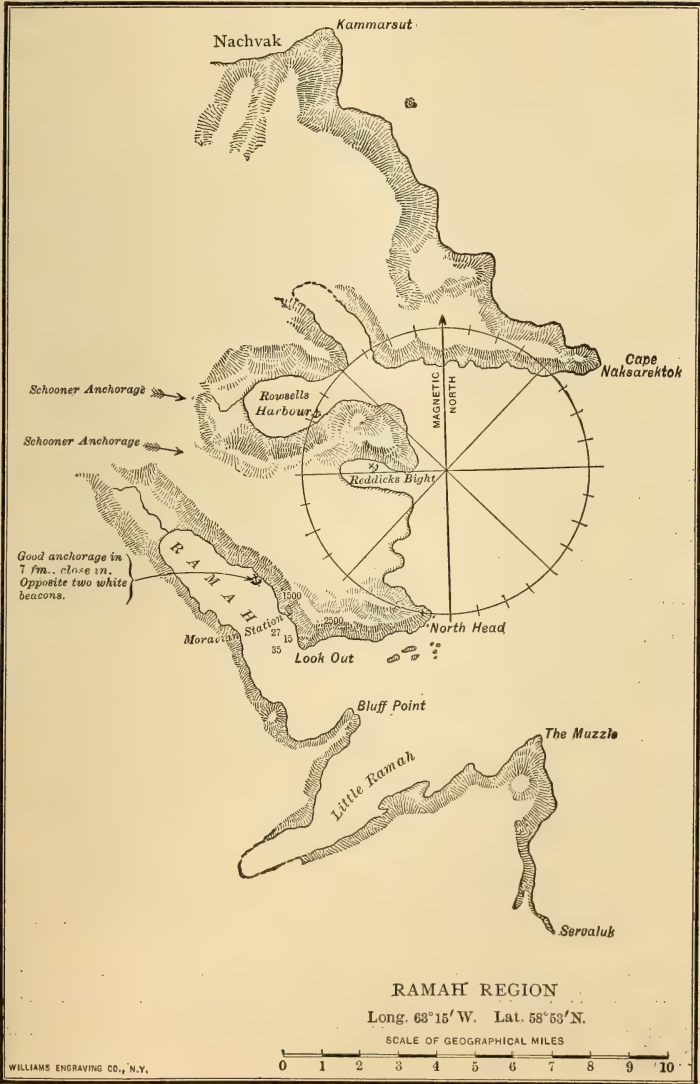 Kammarsut
Nachvak
Cape
Naksarektok
MAGNETIC
NORTH
Schooner Anchorage
Rowsells
Harbour
Schooner Anchorage
Reddicks Bight
Good anchorage in
7 fm.. close in.
Opposite two white
beacons.
RAMAH
1500
2500
Moravian Station
27
15
35
North Head
Look Out
Bluff Point
The Muzzle
Little Ramah
Servaluk
RAMAH REGION
Long. 63°15′ W. Lat. 58°53′ N.
SCALE OF GEOGRAPHICAL MILES
0 1 2 3 4 5 6 7 8 9 10
WILLIAMS ENGRAVING CO., N.Y.